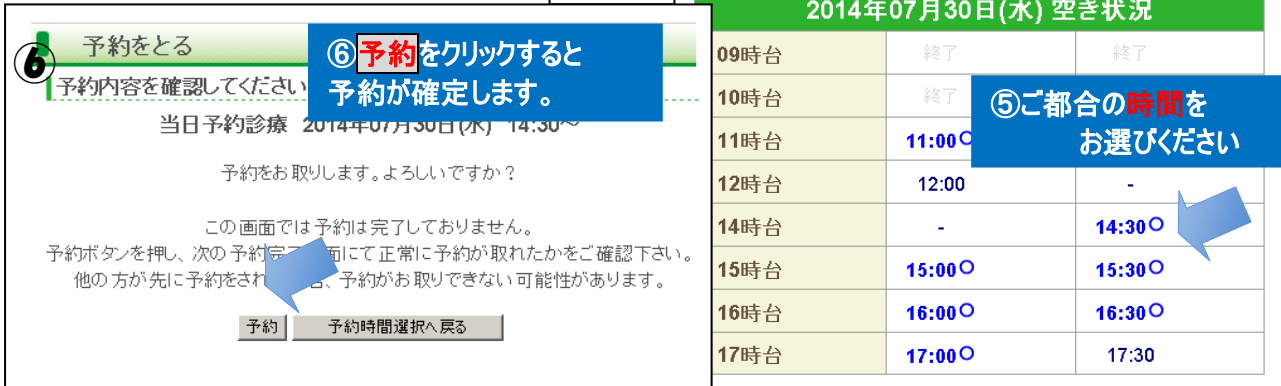 ⑥
予約をとる
⑥予約をクリックすると
予約が確定します。
予約内容を確認してください
当日予約診療 2014年07月30日(水) 14:30～
予約をお取りします。よろしいですか？
この画面では予約は完了しておりません。
予約ボタンを押し、次の予約完 面にて正常に予約が取れたかをご確認下さい。
他の方が先に予約をされ 、予約がお取りできない可能性があります。
予約 予約時間選択へ戻る
2014年07月30日(水) 空き状況
09時台 終了 終了
10時台 終了
⑤ご都合の時間を
お選びください
11時台 11:00○
12時台 12:00 -
14時台 - 14:30○
15時台 15:00○ 15:30○
16時台 16:00○ 16:30○
17時台 17:00○ 17:30